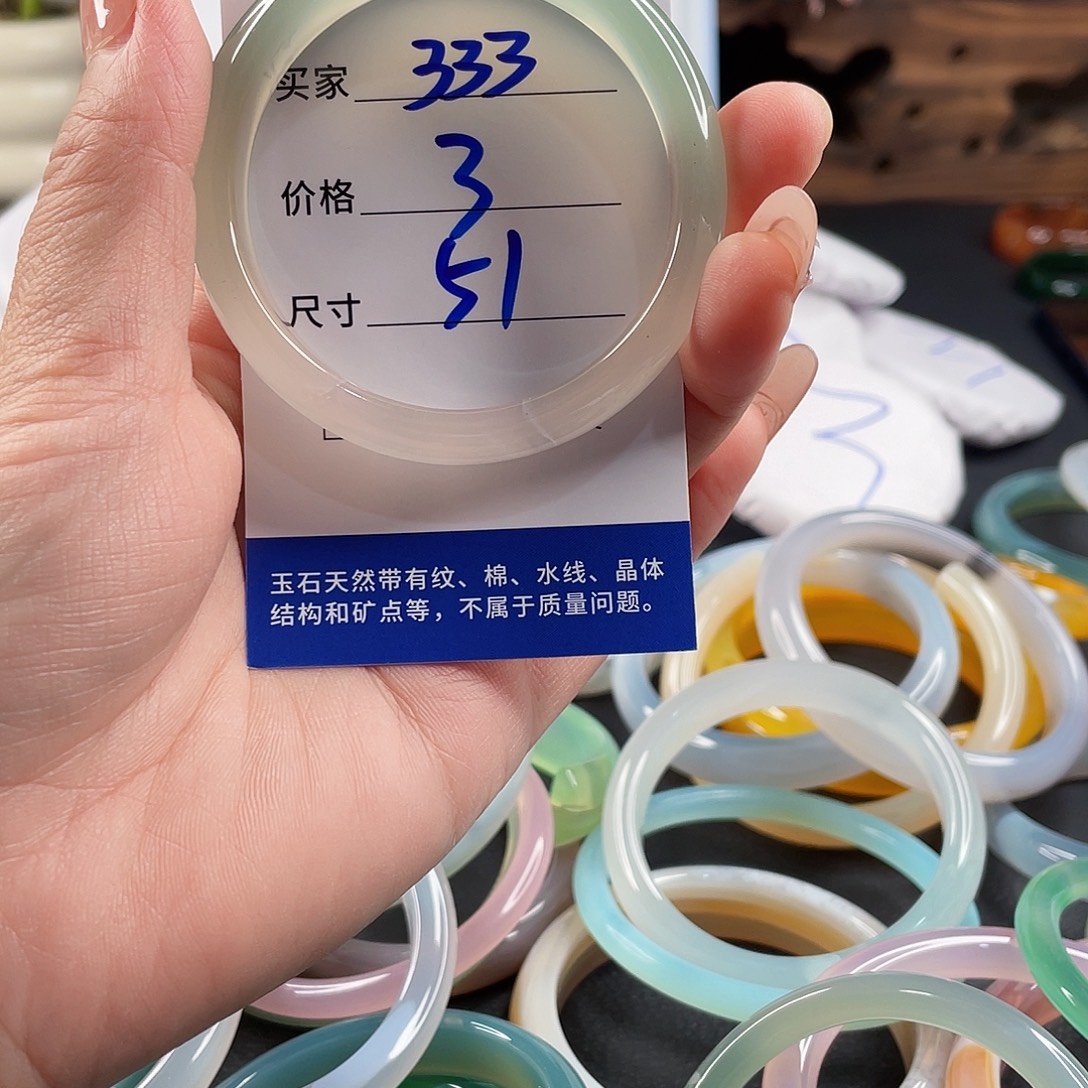 买家 333
价格 3
尺寸 51
玉石天然带有纹、棉、水线、晶体
结构和矿点等，不属于质量问题。